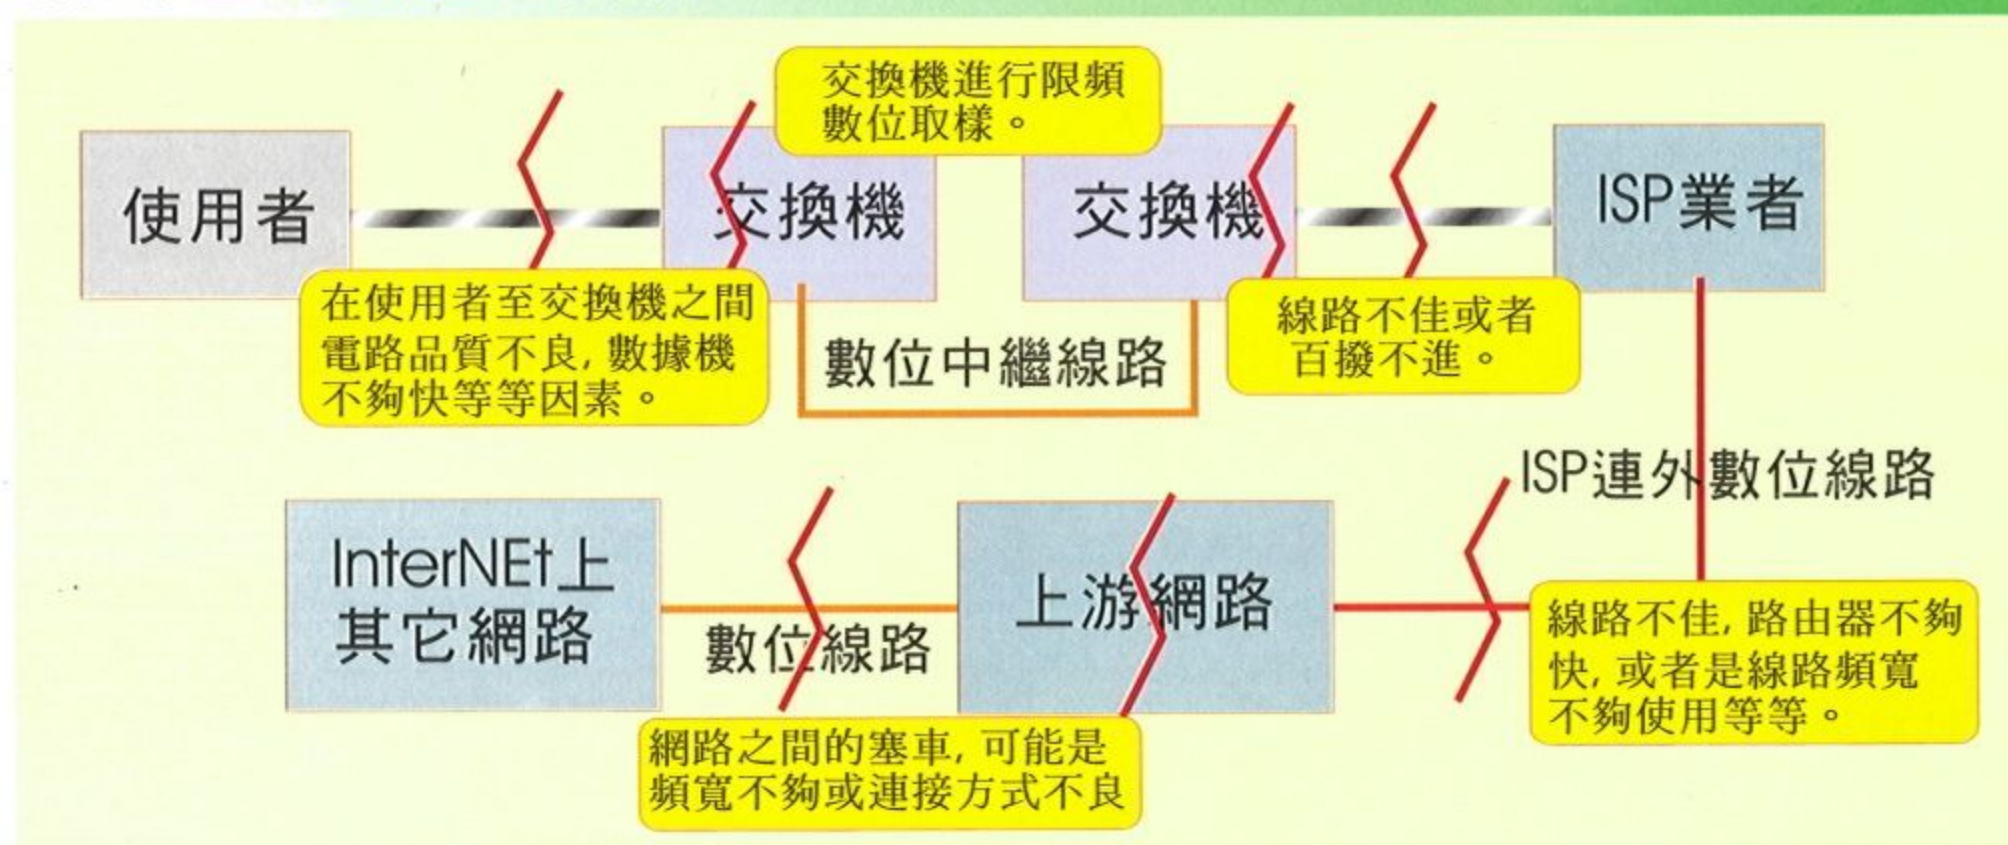 交換機進行限頻
數位取樣。
使用者
交換機
交換機
ISP業者
在使用者至交換機之間
電路品質不良, 數據機
不夠快等等因素。
數位中繼線路
線路不佳或者
百撥不進。
ISP連外數位線路
InterNEt上
其它網路
數位線路
上游網路
線路不佳, 路由器不夠
快, 或者是線路頻寬
不夠使用等等。
網路之間的塞車, 可能是
頻寬不夠或連接方式不良